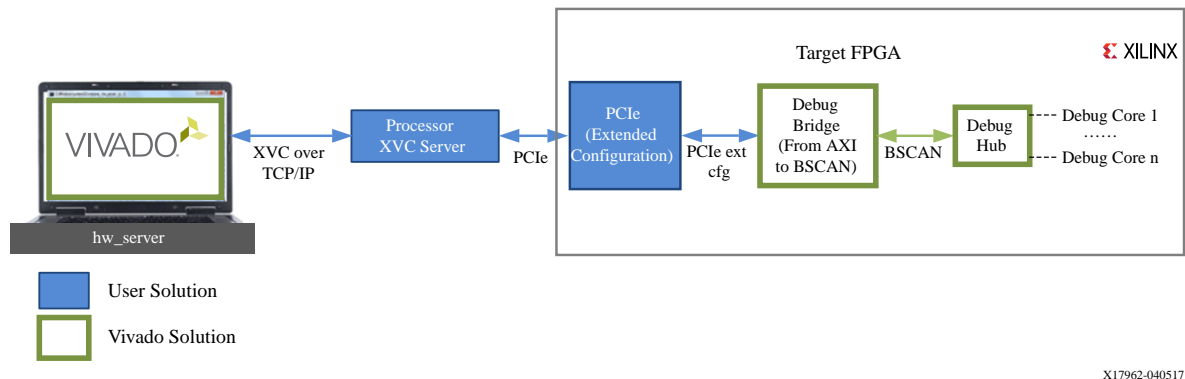 Target FPGA
XILINX
VIVADO
hw_server
XVC over
TCP/IP
Processor
XVC Server
PCIe
PCIe
(Extended
Configuration)
PCIe ext
cfg
Debug
Bridge
(From AXI
to BSCAN)
BSCAN
Debug
Hub
Debug Core 1
......
Debug Core n
User Solution
Vivado Solution
X17962-040517